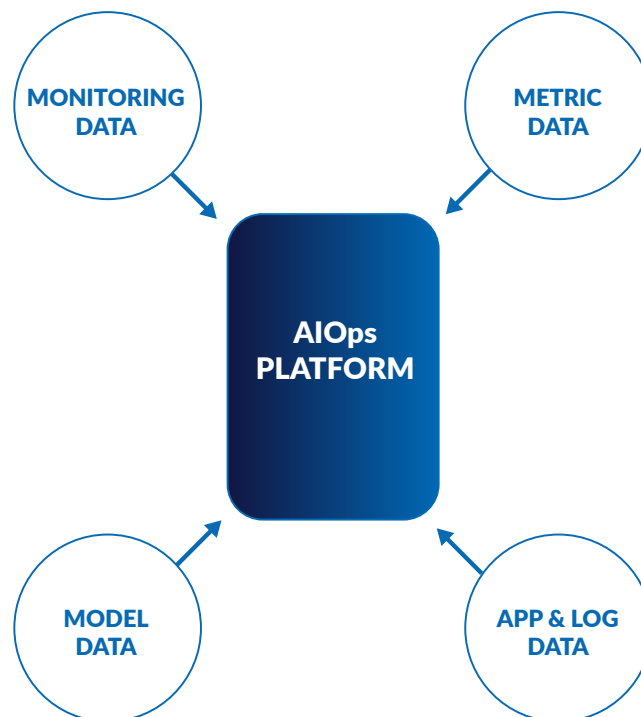 MONITORING
DATA
METRIC
DATA
AIOps
PLATFORM
MODEL
DATA
APP & LOG
DATA